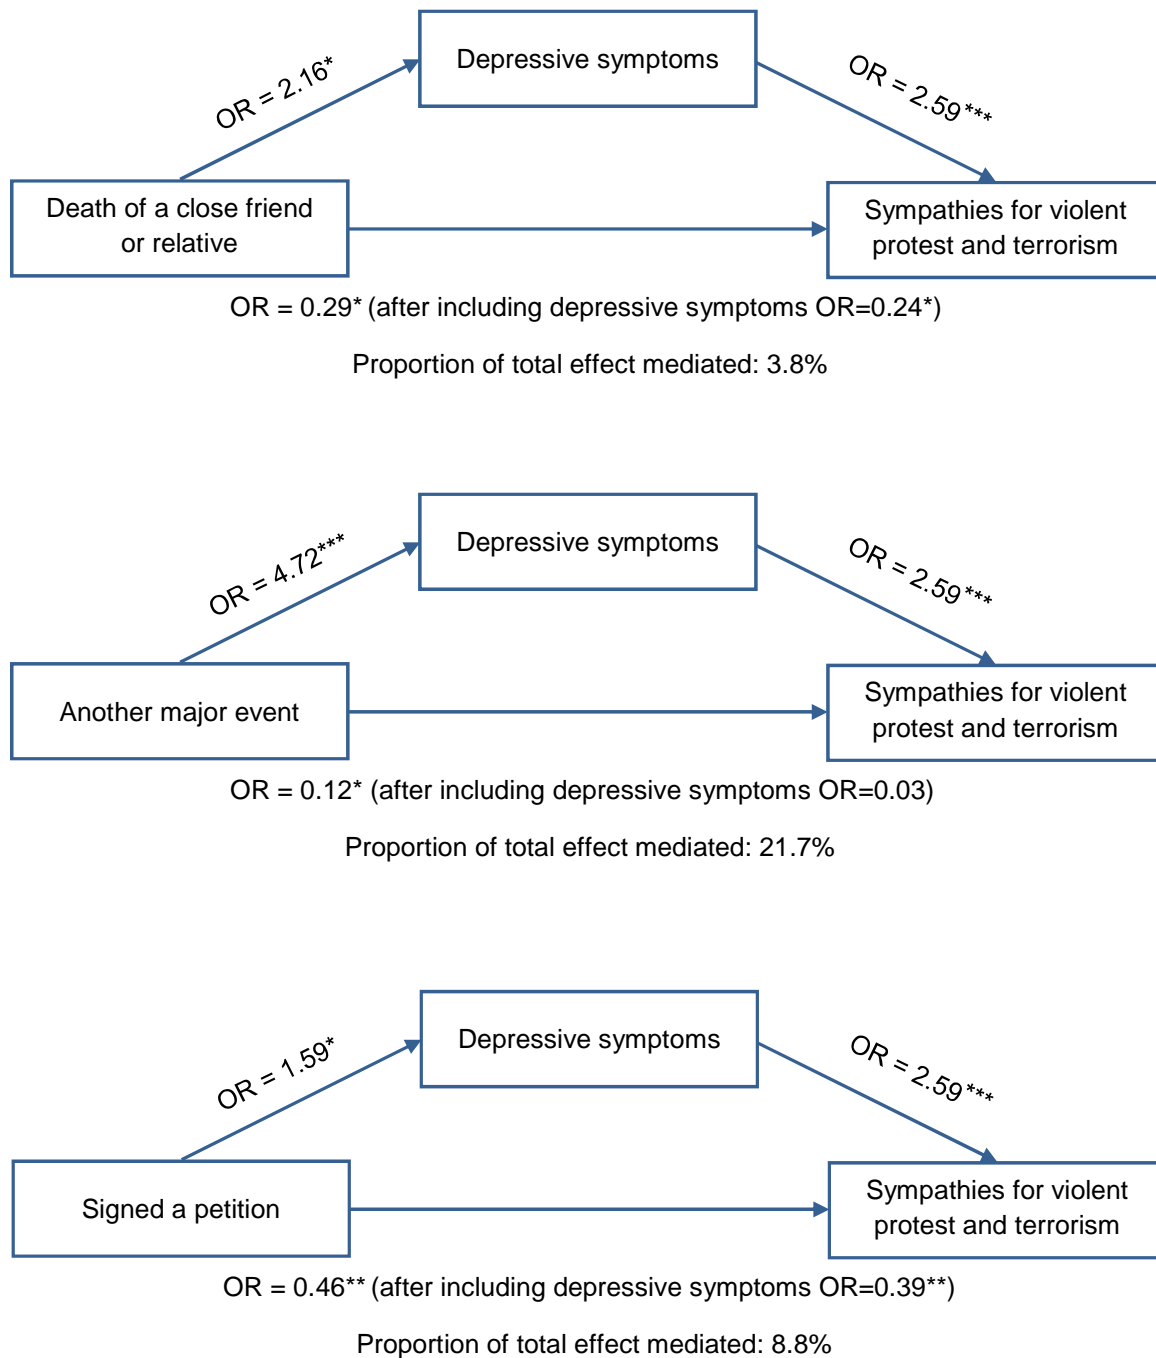 Depressive symptoms
OR = 2.16*
OR = 2.59***
Death of a close friend
or relative
Sympathies for violent
protest and terrorism
OR = 0.29* (after including depressive symptoms OR=0.24*)
Proportion of total effect mediated: 3.8%
Depressive symptoms
OR = 4.72***
OR = 2.59***
Another major event
Sympathies for violent
protest and terrorism
OR = 0.12* (after including depressive symptoms OR=0.03)
Proportion of total effect mediated: 21.7%
Depressive symptoms
OR = 1.59*
OR = 2.59***
Signed a petition
Sympathies for violent
protest and terrorism
OR = 0.46** (after including depressive symptoms OR=0.39**)
Proportion of total effect mediated: 8.8%